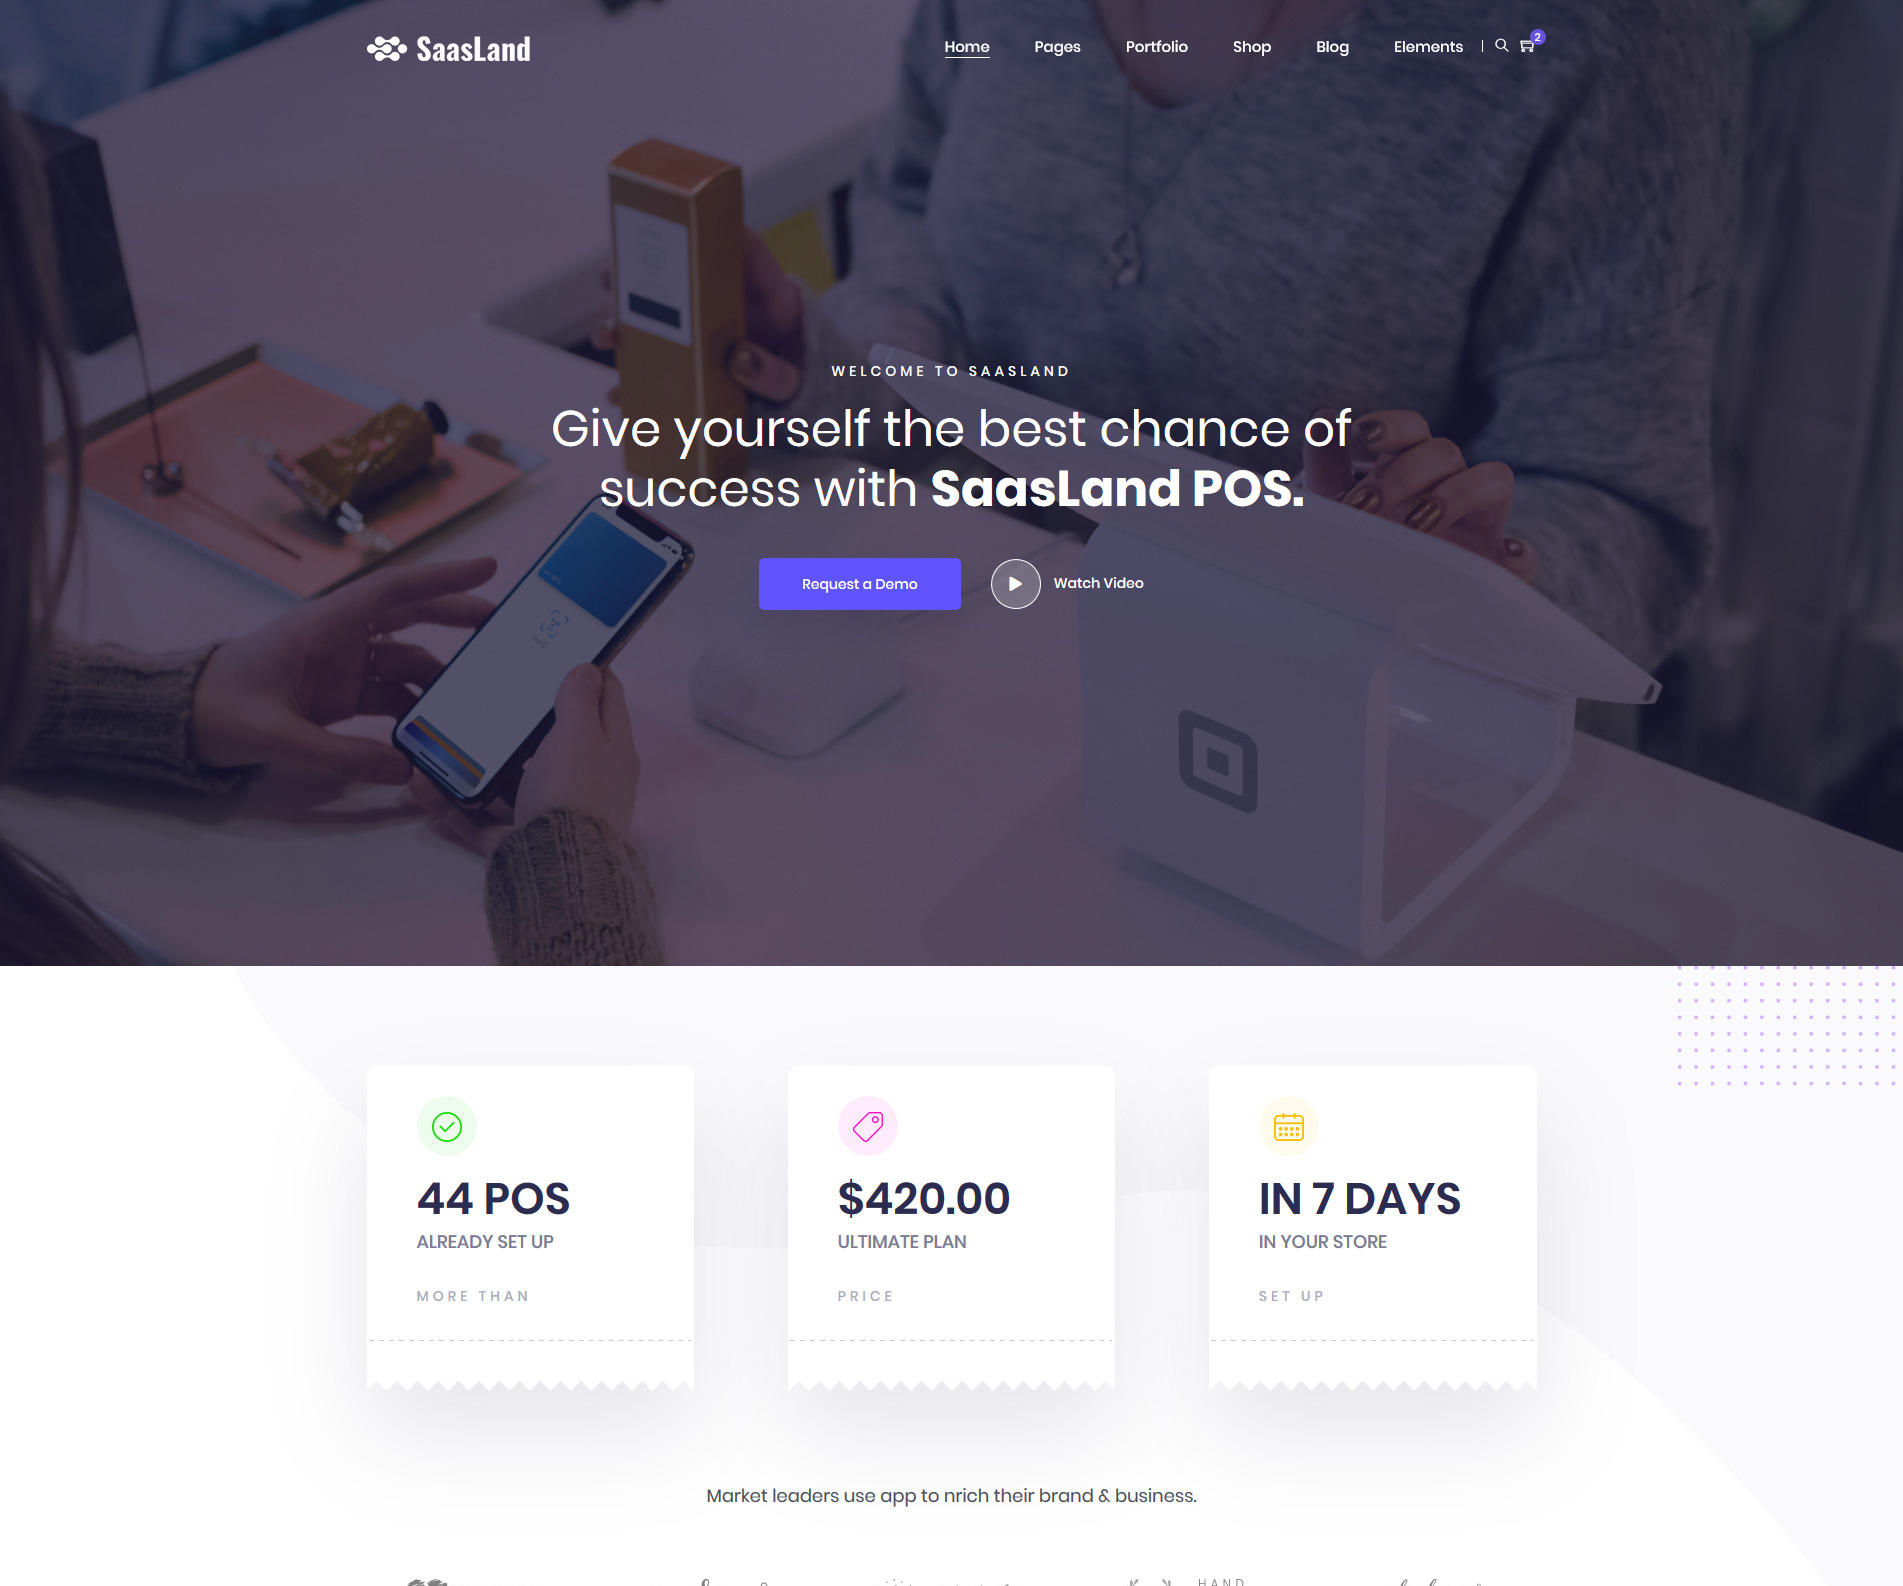 SaasLand
Home Pages Portfolio Shop Blog Elements 2
WELCOME TO SAASLAND
Give yourself the best chance of
success with SaasLand POS.
Request a Demo Watch Video
44 POS
ALREADY SET UP
MORE THAN
$420.00
ULTIMATE PLAN
PRICE
IN 7 DAYS
IN YOUR STORE
SET UP
Market leaders use app to nrich their brand & business.
HAND